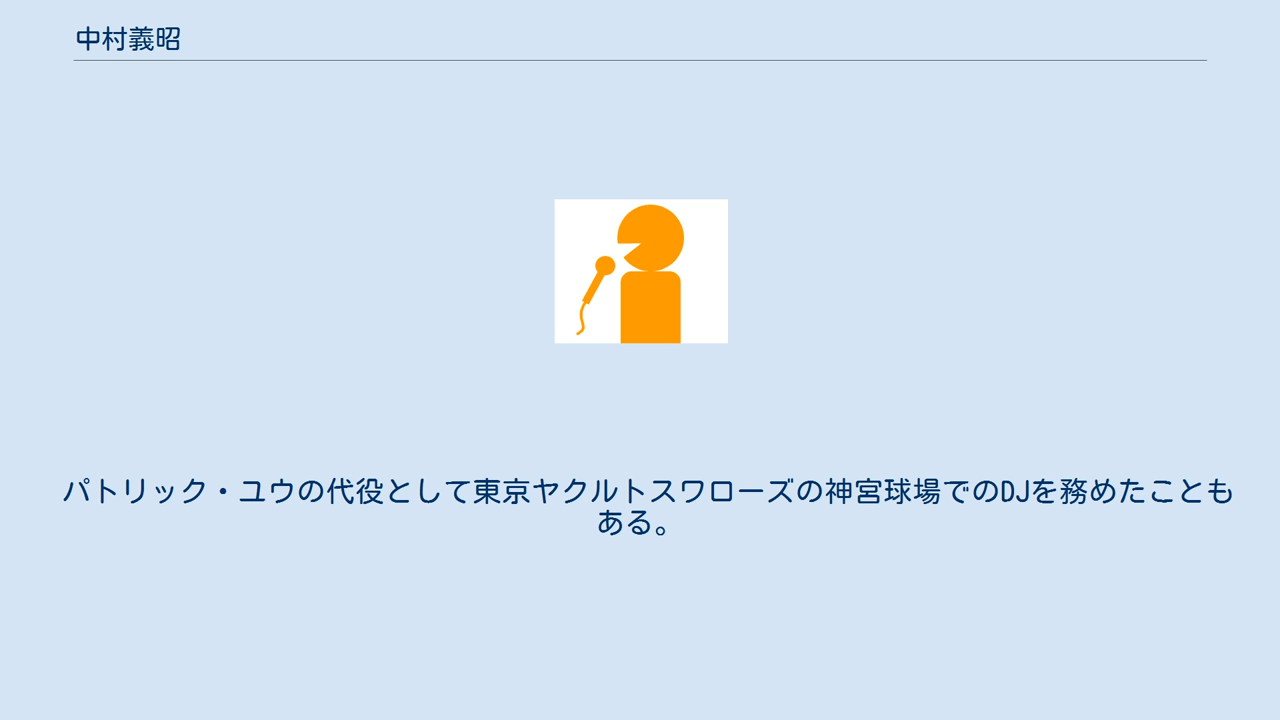 中村義昭
パトリック・ユウの代役として東京ヤクルトスワローズの神宮球場でのDJを務めたことも
ある。